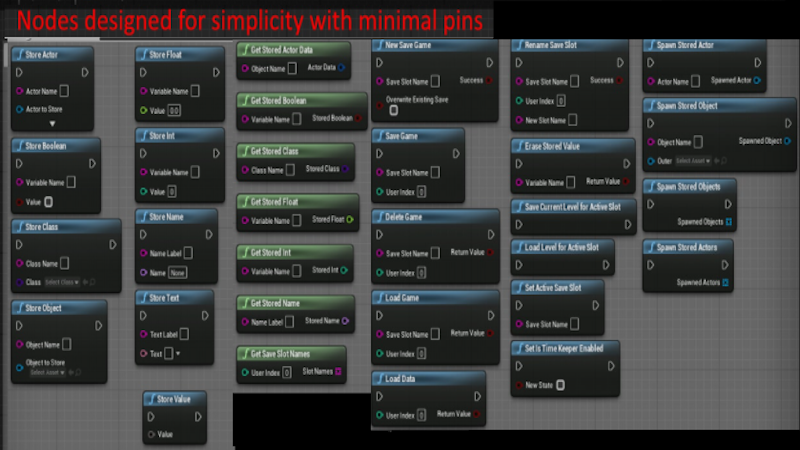 Nodes designed for simplicity with minimal pins
Store Actor
Actor Name
Actor to Store
Store Boolean
Variable Name
Value
Store Class
Class Name
Class Select Class
Store Object
Object Name
Object to Store
Select Asset
Store Float
Variable Name
Value 0.0
Store Int
Variable Name
Value 0
Store Name
Name Label
Name None
Store Text
Text Label
Text
Store Value
Value
Get Stored Actor Data
Object Name Actor Data
Get Stored Boolean
Variable Name Stored Boolean
Get Stored Class
Class Name Stored Class
Get Stored Float
Variable Name Stored Float
Get Stored Int
Variable Name Stored Int
Get Stored Name
Name Label Stored Name
Get Save Slot Names
User Index 0 Slot Names
New Save Game
Save Slot Name Success
Overwrite Existing Save
Save Game
Save Slot Name
User Index 0
Delete Game
Save Slot Name Return Value
User Index 0
Load Game
Save Slot Name Return Value
User Index 0
Load Data
User Index 0 Return Value
Rename Save Slot
Save Slot Name Success
User Index 0
New Slot Name
Erase Stored Value
Variable Name Return Value
Save Current Level for Active Slot
Load Level for Active Slot
Set Active Save Slot
Save Slot Name
Set Is Time Keeper Enabled
New State
Spawn Stored Actor
Actor Name Spawned Actor
Spawn Stored Object
Object Name Spawned Object
Outer Select Asset
Spawn Stored Objects
Spawned Objects
Spawn Stored Actors
Spawned Actors